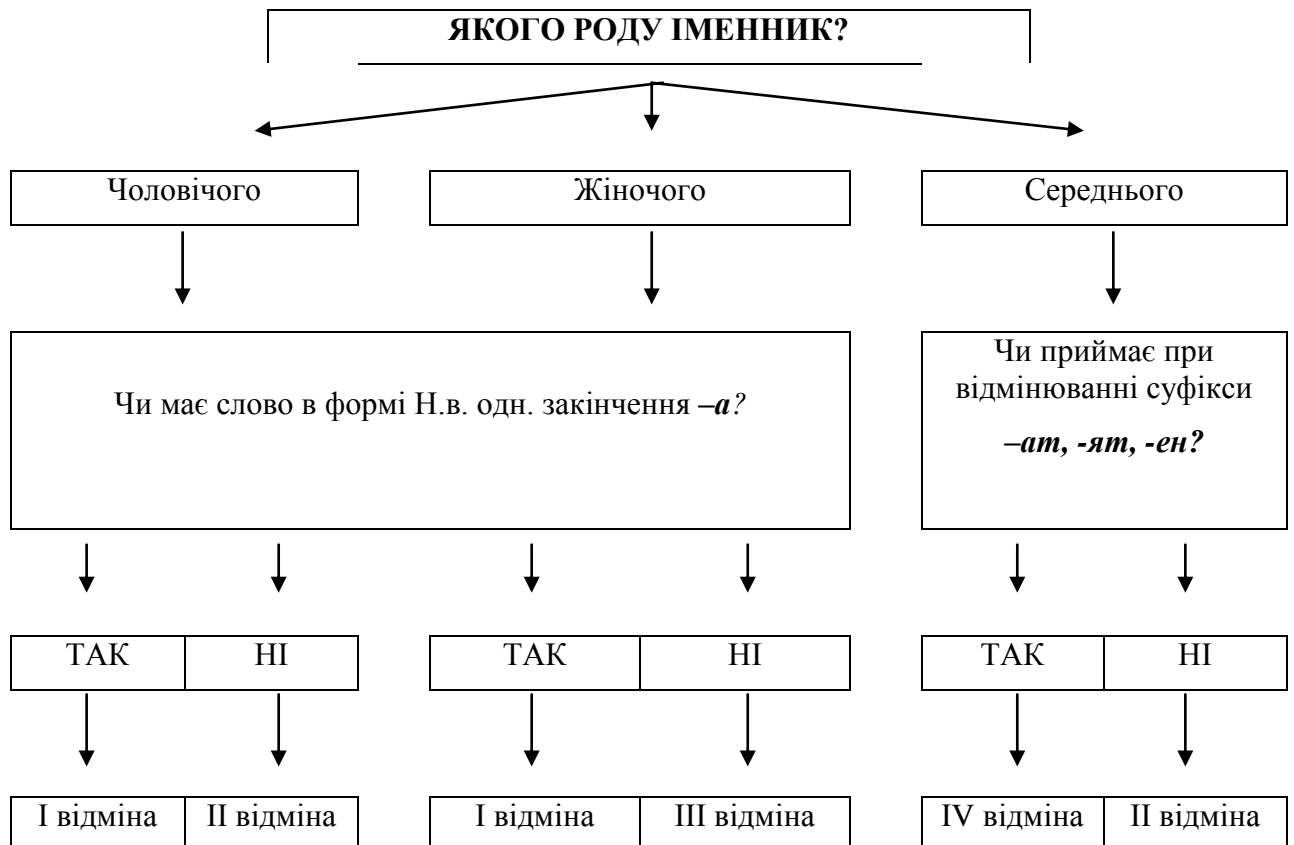 ЯКОГО РОДУ ІМЕННИК?
Чоловічого
Жіночого
Середнього
Чи має слово в формі Н.в. одн. закінчення –а?
Чи приймає при
відмінюванні суфікси
–ат, -ят, -ен?
ТАК
НІ
ТАК
НІ
ТАК
НІ
І відміна
ІІ відміна
І відміна
ІІІ відміна
IV відміна
ІІ відміна